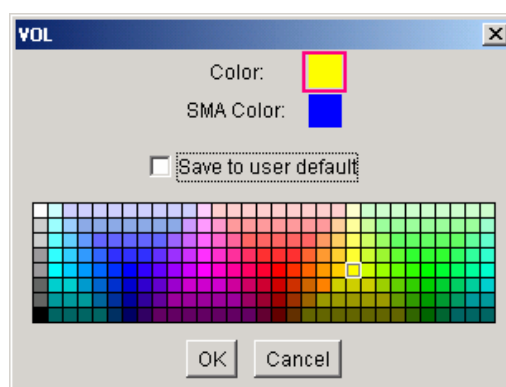 VOL
Color:
SMA Color:
Save to user default
OK Cancel